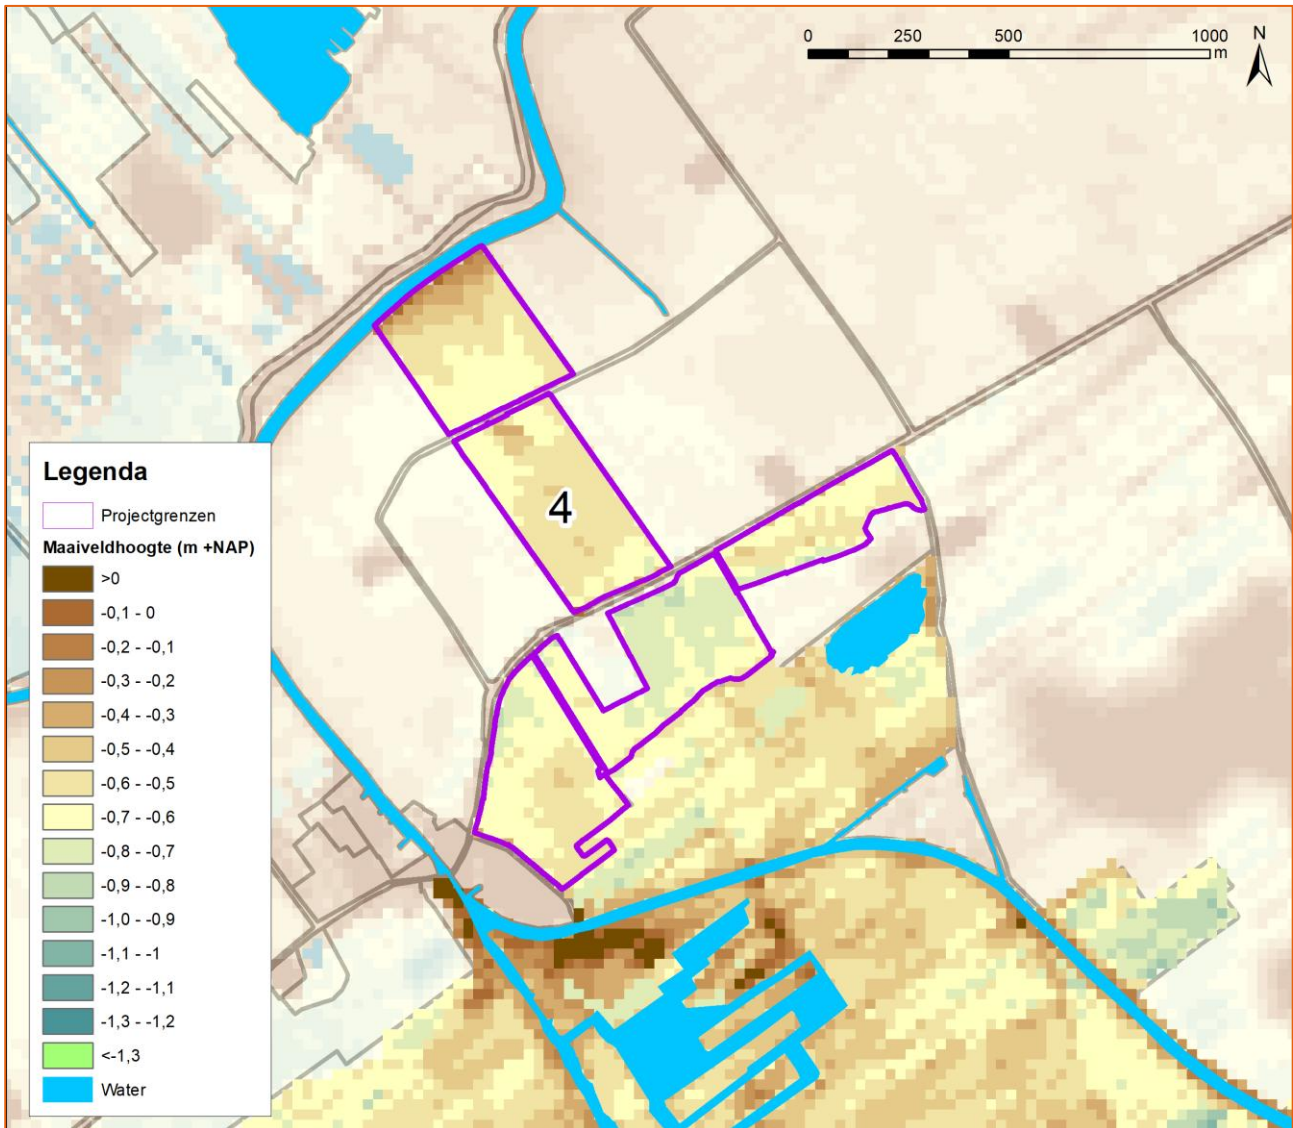 0 250 500 1000
m
N
4
Legenda
Projectgrenzen
Maaiveldhoogte (m +NAP)
>0
-0,1 - 0
-0,2 - -0,1
-0,3 - -0,2
-0,4 - -0,3
-0,5 - -0,4
-0,6 - -0,5
-0,7 - -0,6
-0,8 - -0,7
-0,9 - -0,8
-1,0 - -0,9
-1,1 - -1
-1,2 - -1,1
-1,3 - -1,2
<-1,3
Water